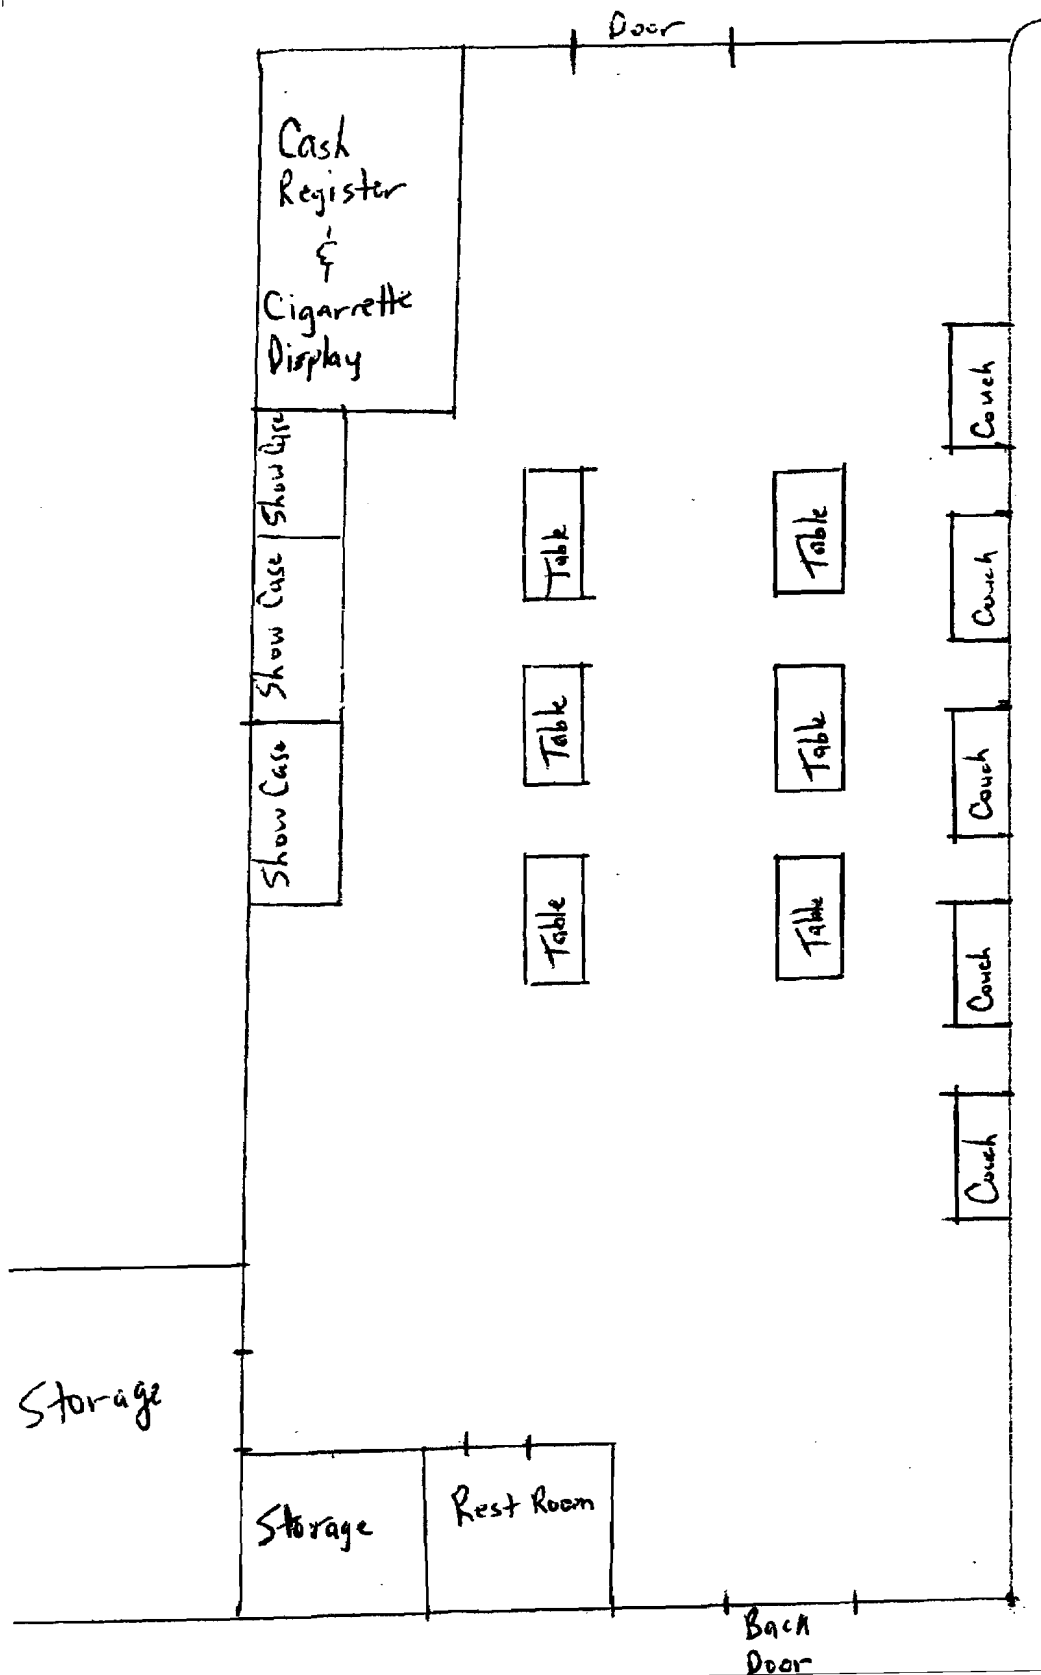 Door
Cash
Register
&
Cigarrette
Display
Show Case
Show Case
Show Case
Table
Table
Table
Table
Table
Table
Couch
Couch
Couch
Couch
Couch
Storage
Storage
Rest Room
Back
Door